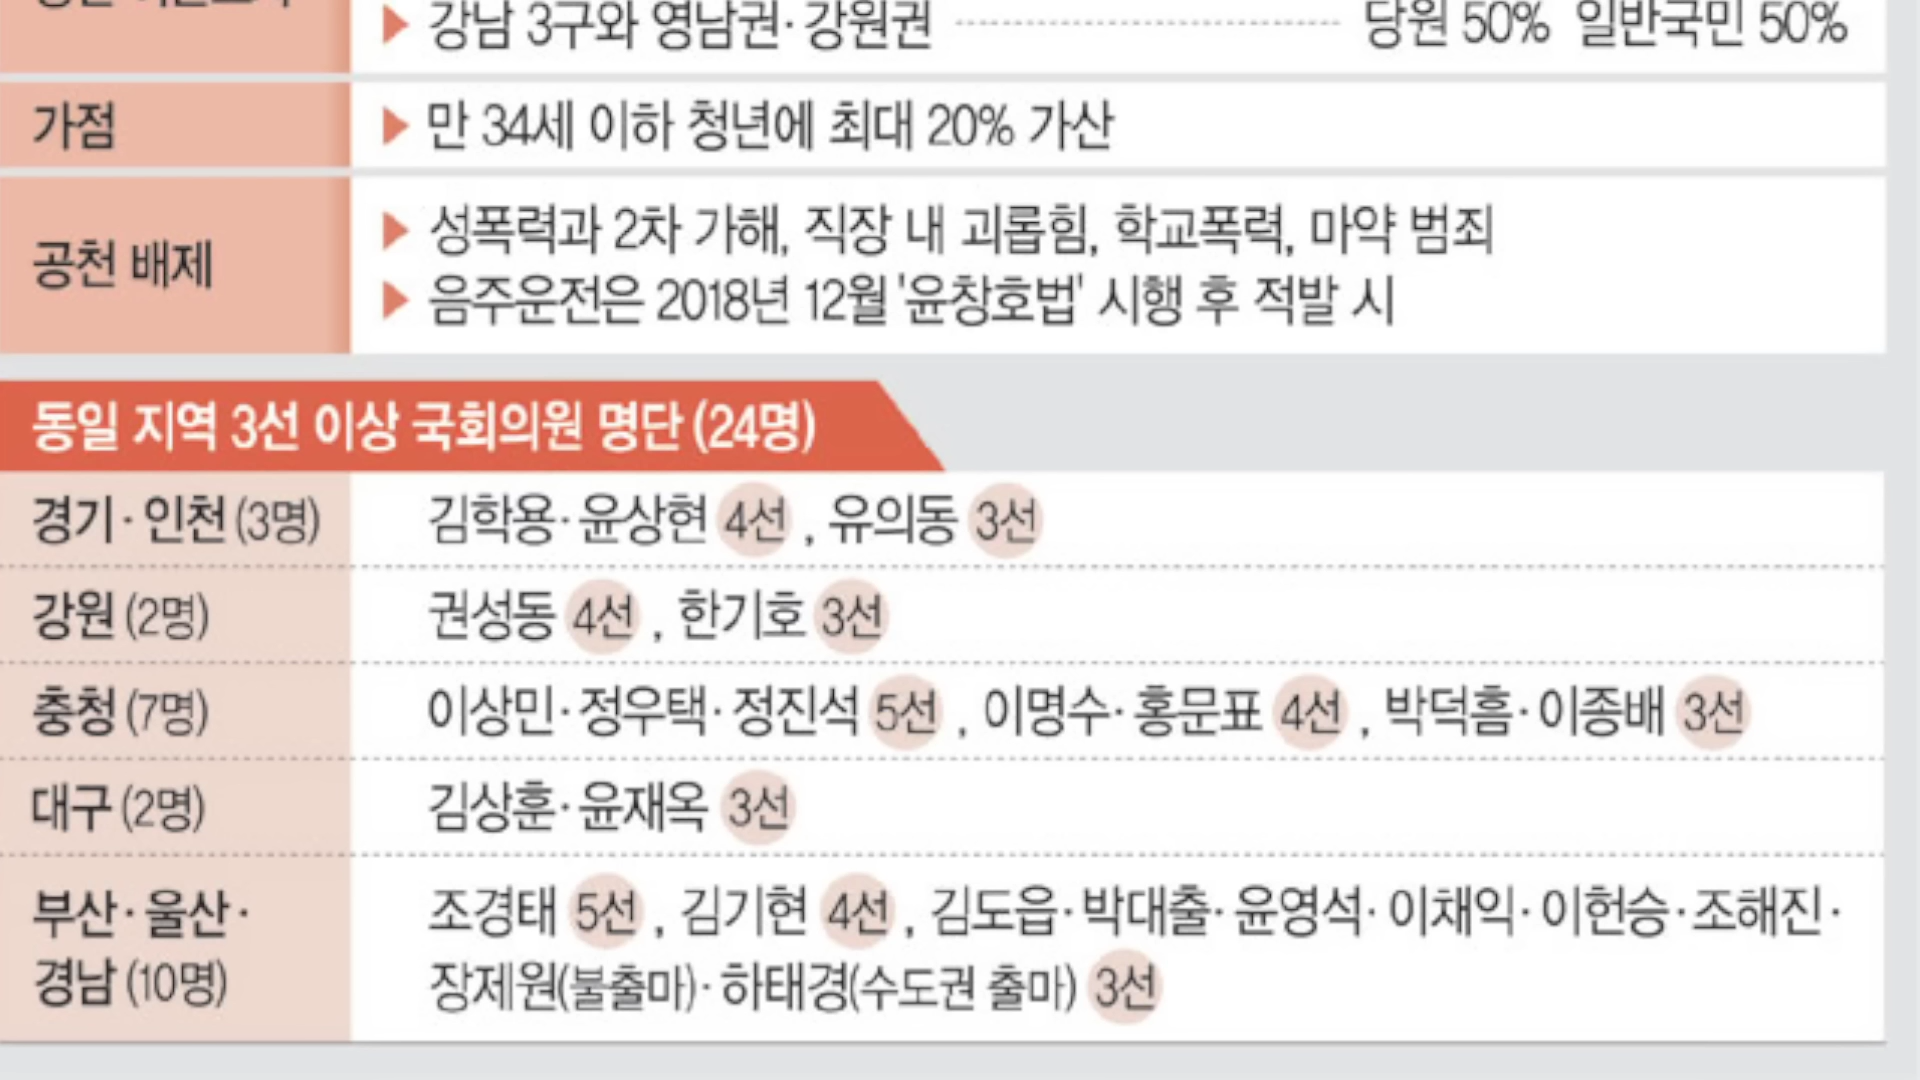 강남 3구와 영남권·강원권 당원 50% 일반국민 50%
가점
만 34세 이하 청년에 최대 20% 가산
공천 배제
성폭력과 2차 가해, 직장 내 괴롭힘, 학교폭력, 마약 범죄
음주운전은 2018년 12월 '윤창호법' 시행 후 적발 시
동일 지역 3선 이상 국회의원 명단 (24명)
경기·인천 (3명)
김학용·윤상현 4선, 유의동 3선
강원 (2명)
권성동 4선, 한기호 3선
충청 (7명)
이상민·정우택·정진석 5선, 이명수·홍문표 4선, 박덕흠·이종배 3선
대구 (2명)
김상훈·윤재옥 3선
부산·울산·
경남 (10명)
조경태 5선, 김기현 4선, 김도읍·박대출·윤영석·이채익·이헌승·조해진·
장제원(불출마)·하태경(수도권 출마) 3선